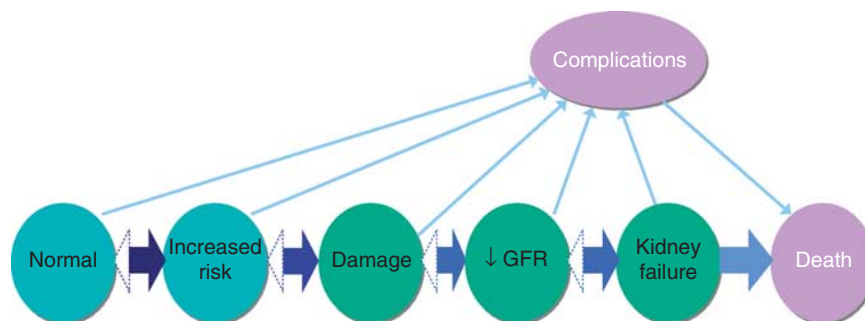 Complications
Normal
Increased
risk
Damage
↓ GFR
Kidney
failure
Death